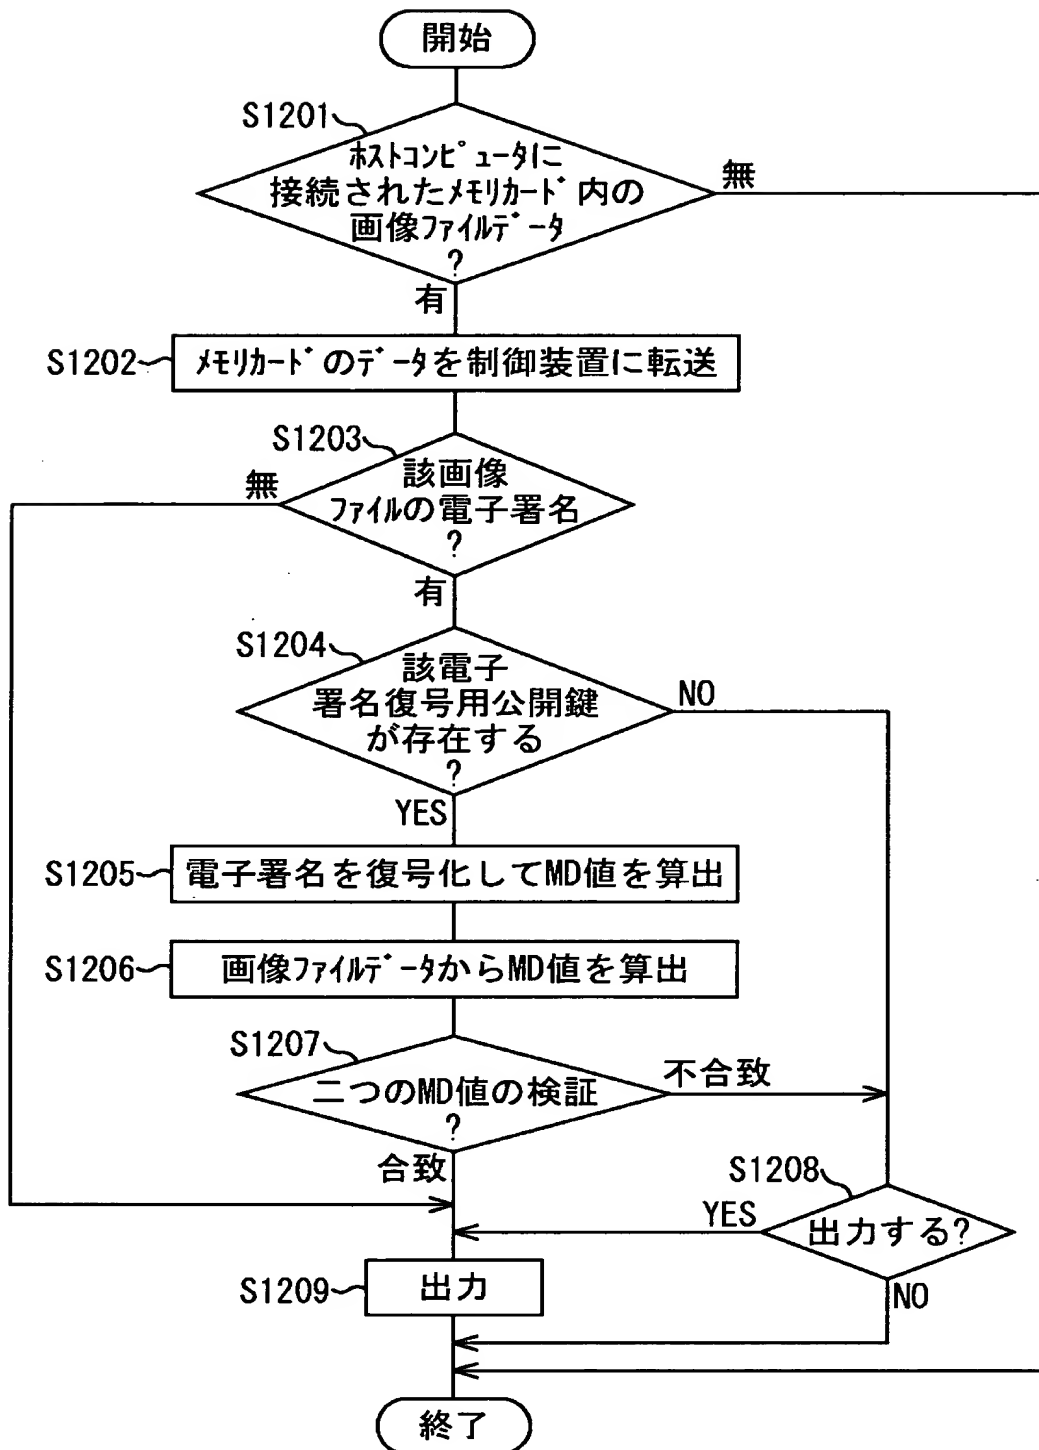 開始
S1201
ホストコンピュータに
接続されたメモリカード内の
画像ファイルデータ
?
無
有
S1202
メモリカードのデータを制御装置に転送
S1203
該画像
ファイルの電子署名
?
無
有
S1204
該電子
署名復号用公開鍵
が存在する
?
NO
YES
S1205
電子署名を復号化してMD値を算出
S1206
画像ファイルデータからMD値を算出
S1207
二つのMD値の検証
?
不合致
合致
S1208
出力する?
YES
NO
S1209
出力
終了